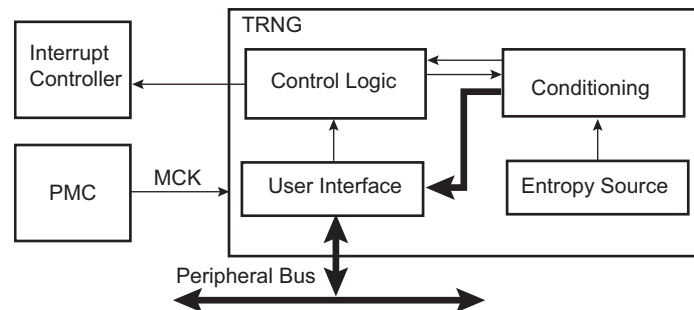 TRNG
Interrupt
Controller
Control Logic
Conditioning
PMC
MCK
User Interface
Entropy Source
Peripheral Bus